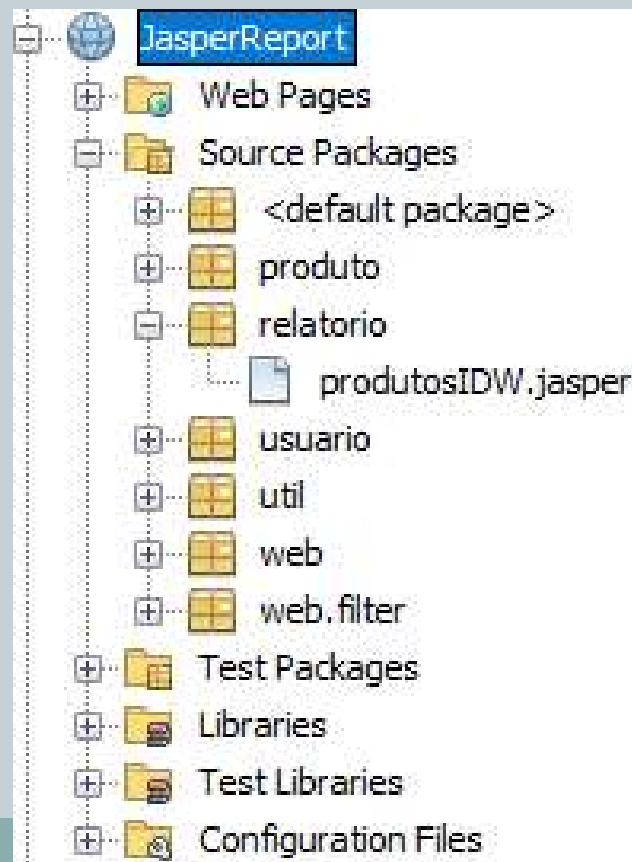 JasperReport
Web Pages
Source Packages
<default package>
produto
relatorio
produtosIDW.jasper
usuario
util
web
web.filter
Test Packages
Libraries
Test Libraries
Configuration Files